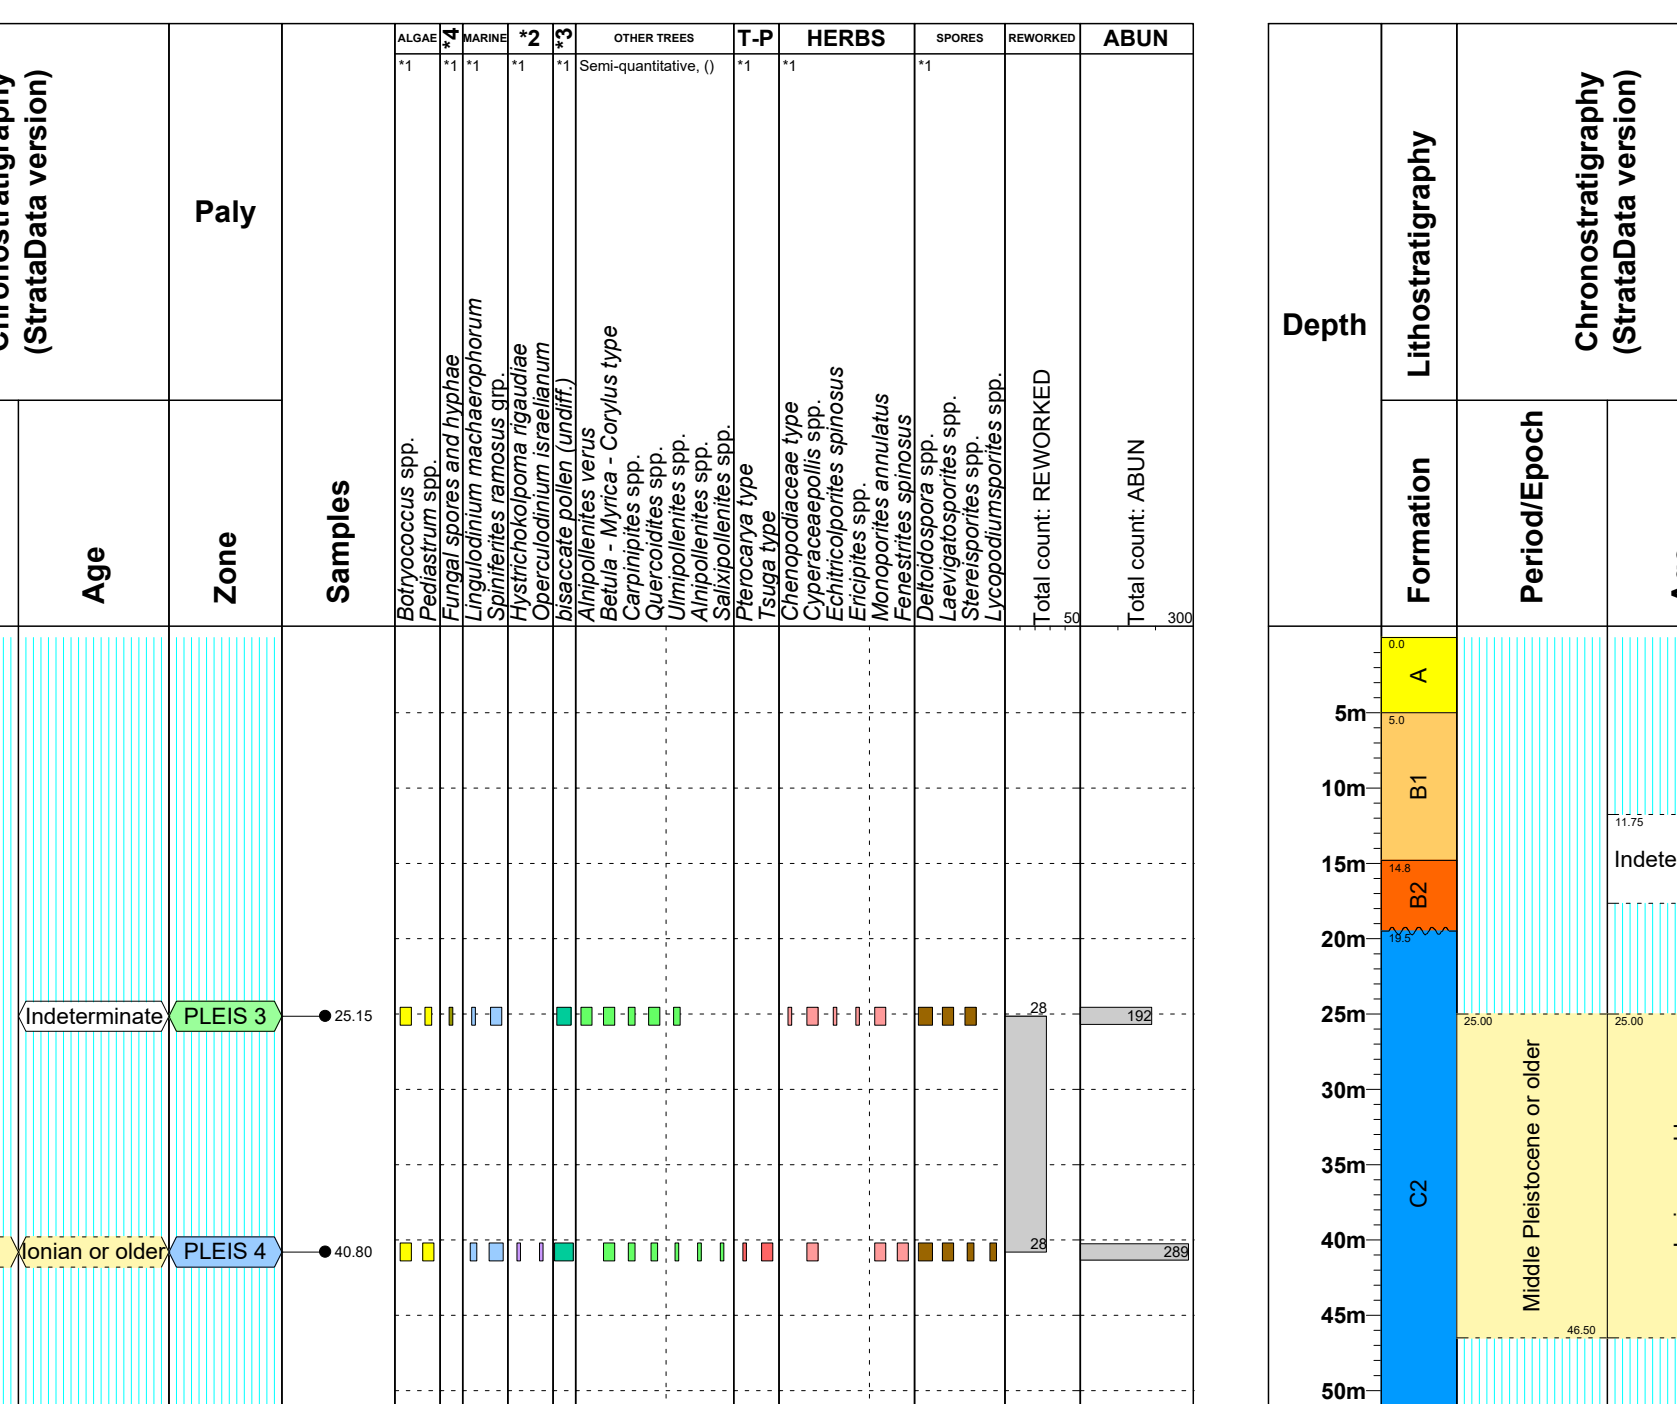 Chronostratigraphy
(StrataData version)
Age
Paly
Zone
Samples
ALGAE
*4
MARINE
*2
*3
OTHER TREES
T-P
HERBS
SPORES
REWORKED
ABUN
*1
*1
*1
*1
*1
Semi-quantitative, ()
*1
*1
*1
Botryococcus spp.
Pediastrum spp.
Fungal spores and hyphae
Lingulodinium machaerophorum
Spiniferites ramosus grp.
Hystrichokolpoma rigaudiae
Operculodinium israelianum
bisaccate pollen (undiff.)
Alnipollenites verus
Betula - Myrica - Corylus type
Carpinipites spp.
Quercoidites spp.
Ulmipollenites spp.
Alnipollenites spp.
Salixipollenites spp.
Pterocarya type
Tsuga type
Chenopodiaceae type
Cyperaceaepollis spp.
Echitricolporites spinosus
Ericipites spp.
Monoporites annulatus
Fenestrites spinosus
Deltoidospora spp.
Laevigatosporites spp.
Stereisporites spp.
Lycopodiumsporites spp.
Total count: REWORKED
50
Total count: ABUN
300
Indeterminate
PLEIS 3
25.15
28
192
Ionian or older
PLEIS 4
40.80
28
289
Depth
Lithostratigraphy
Formation
Chronostratigraphy
(StrataData version)
Period/Epoch
5m
10m
15m
20m
25m
30m
35m
40m
45m
50m
0.0
A
5.0
B1
14.8
B2
19.5
C2
11.75
Indete
25.00
25.00
Middle Pleistocene or older
46.50